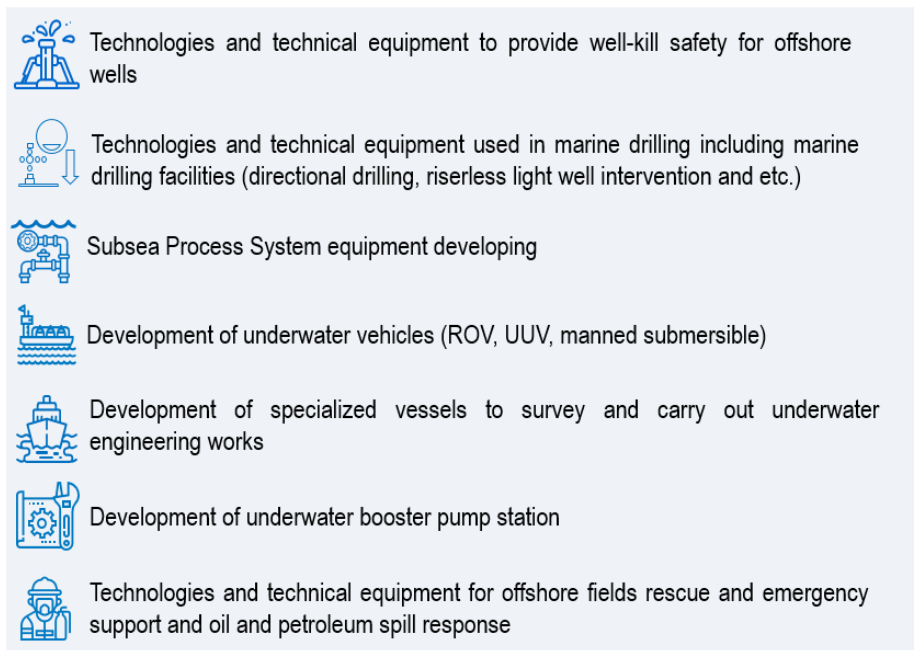 Technologies and technical equipment to provide well-kill safety for offshore
wells
Technologies and technical equipment used in marine drilling including marine
drilling facilities (directional drilling, riserless light well intervention and etc.)
Subsea Process System equipment developing
Development of underwater vehicles (ROV, UUV, manned submersible)
Development of specialized vessels to survey and carry out underwater
engineering works
Development of underwater booster pump station
Technologies and technical equipment for offshore fields rescue and emergency
support and oil and petroleum spill response